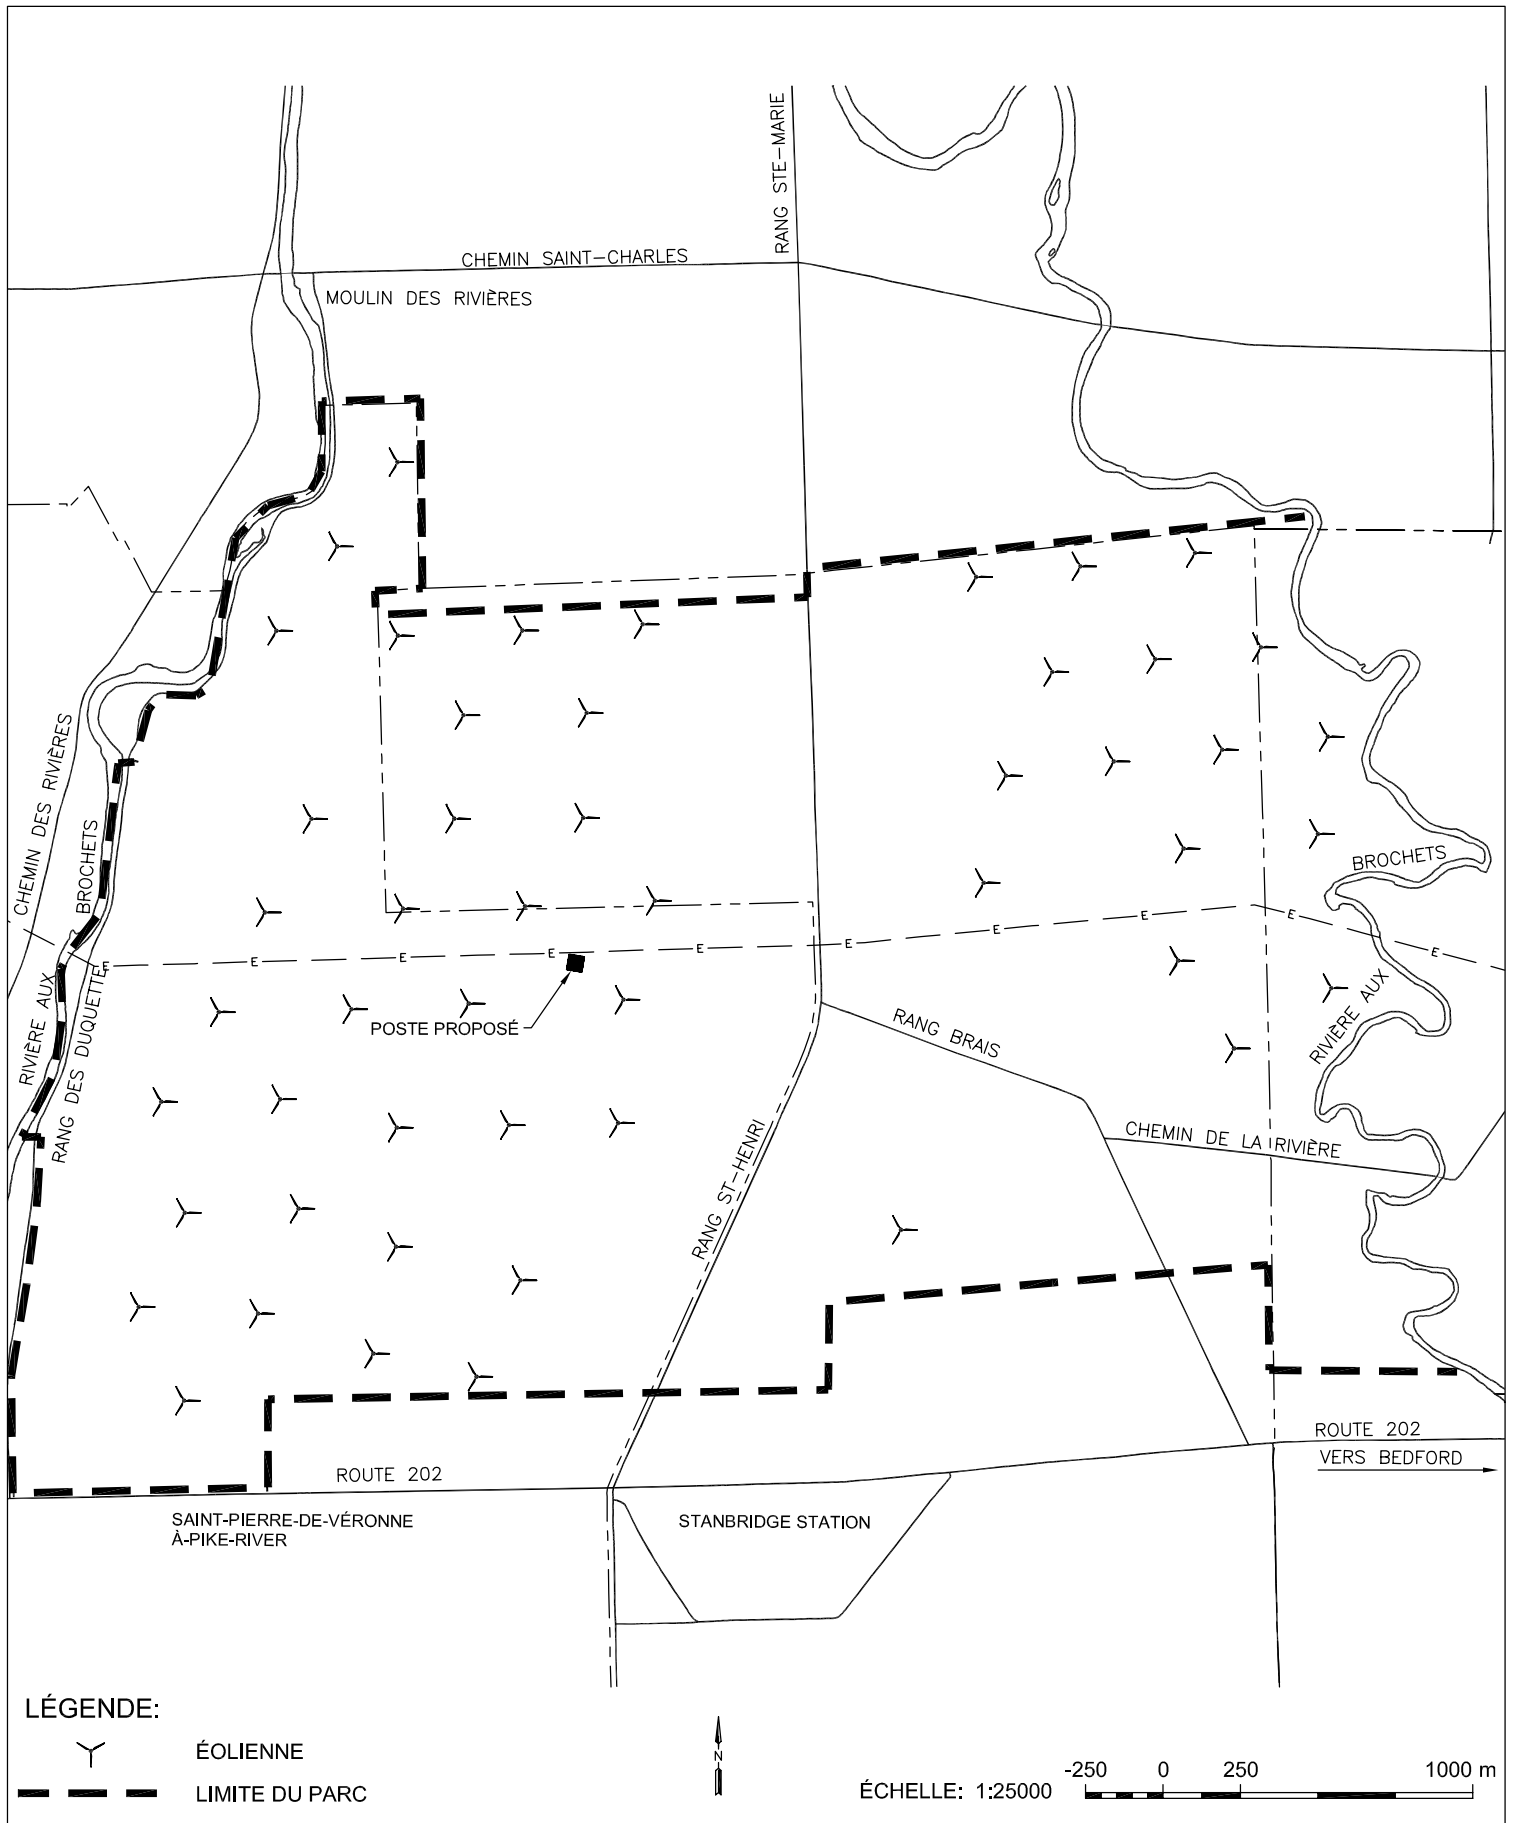 RANG STE-MARIE
CHEMIN SAINT-CHARLES
MOULIN DES RIVIÈRES
CHEMIN DES RIVIÈRES
BROCHETS
RIVIÈRE AUX
RANG DES DUQUETTE
E
E
E
E
E
E
E
E
E
E
POSTE PROPOSÉ
BROCHETS
RIVIÈRE AUX
RANG BRAIS
CHEMIN DE LA RIVIÈRE
RANG ST-HENRI
ROUTE 202
VERS BEDFORD
ROUTE 202
SAINT-PIERRE-DE-VÉRONNE
À-PIKE-RIVER
STANBRIDGE STATION
LÉGENDE:
ÉOLIENNE
LIMITE DU PARC
N
ÉCHELLE: 1:25000
-250 0 250 1000 m